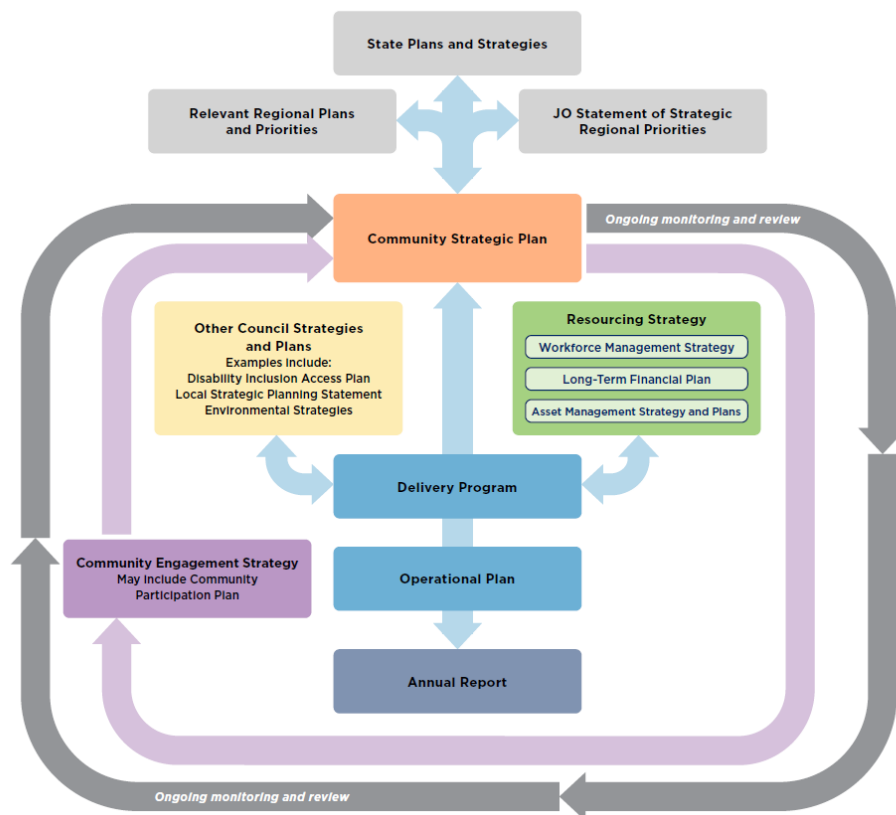 State Plans and Strategies
Relevant Regional Plans
and Priorities
JO Statement of Strategic
Regional Priorities
Community Strategic Plan
Ongoing monitoring and review
Other Council Strategies
and Plans
Examples include:
Disability Inclusion Access Plan
Local Strategic Planning Statement
Environmental Strategies
Resourcing Strategy
Workforce Management Strategy
Long-Term Financial Plan
Asset Management Strategy and Plans
Delivery Program
Community Engagement Strategy
May include Community
Participation Plan
Operational Plan
Annual Report
Ongoing monitoring and review